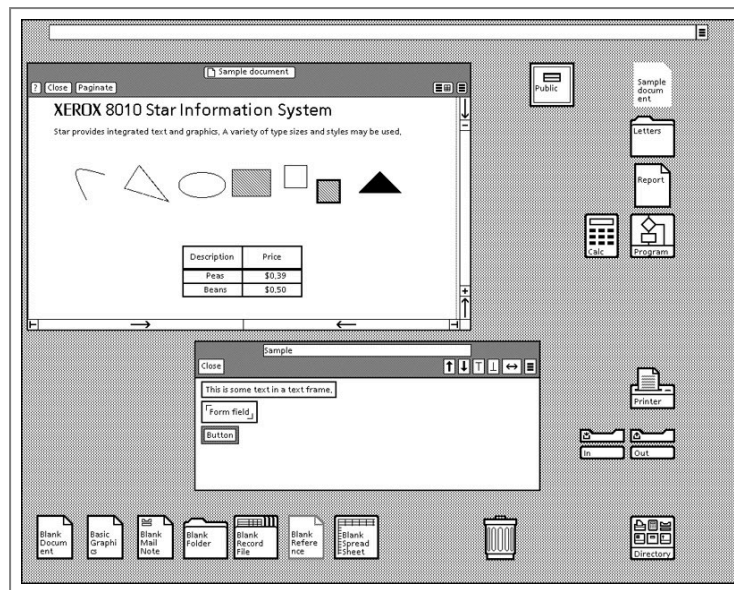 Sample document
?
Close
Paginate
XEROX 8010 Star Information System
Star provides integrated text and graphics. A variety of type sizes and styles may be used.
Description Price
Peas $0.39
Beans $0.50
Public
Sample
docum
ent
Letters
Report
Calc
Program
Sample
Close
This is some text in a text frame.
Form field
Button
Printer
In
Out
Blank
Docum
ent
Basic
Graphi
cs
Blank
Mail
Note
Blank
Folder
Blank
Record
File
Blank
Refere
nce
Blank
Spread
Sheet
Directory